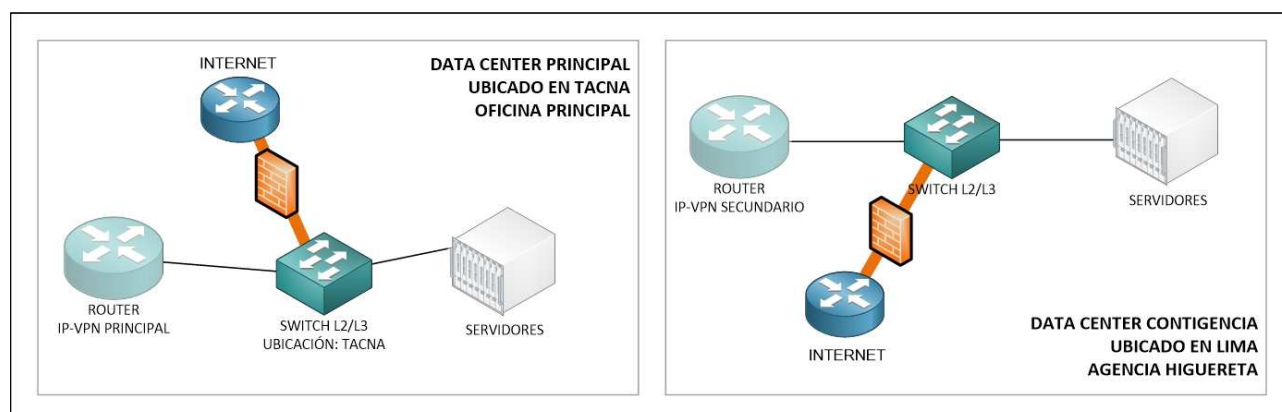 INTERNET
DATA CENTER PRINCIPAL
UBICADO EN TACNA
OFICINA PRINCIPAL
ROUTER
IP-VPN PRINCIPAL
SWITCH L2/L3
UBICACIÓN: TACNA
SERVIDORES
ROUTER
IP-VPN SECUNDARIO
SWITCH L2/L3
SERVIDORES
INTERNET
DATA CENTER CONTIGENCIA
UBICADO EN LIMA
AGENCIA HIGUERETA